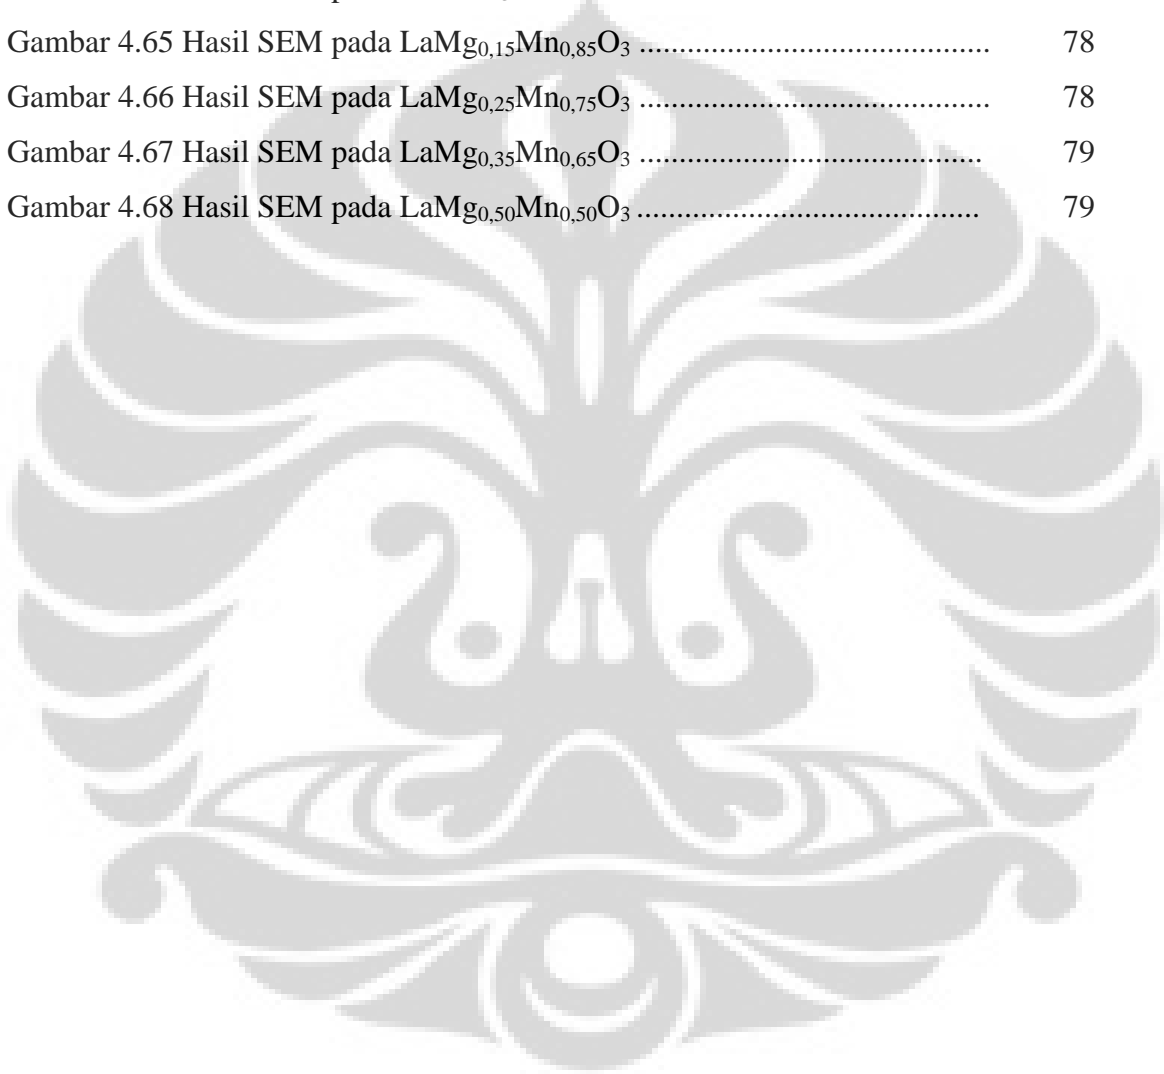 Gambar 4.65 Hasil SEM pada LaMg₀,₁₅Mn₀,₈₅O₃ ............................................ 78
Gambar 4.66 Hasil SEM pada LaMg₀,₂₅Mn₀,₇₅O₃ ............................................ 78
Gambar 4.67 Hasil SEM pada LaMg₀,₃₅Mn₀,₆₅O₃ ........................................... 79
Gambar 4.68 Hasil SEM pada LaMg₀,₅₀Mn₀,₅₀O₃ ........................................... 79